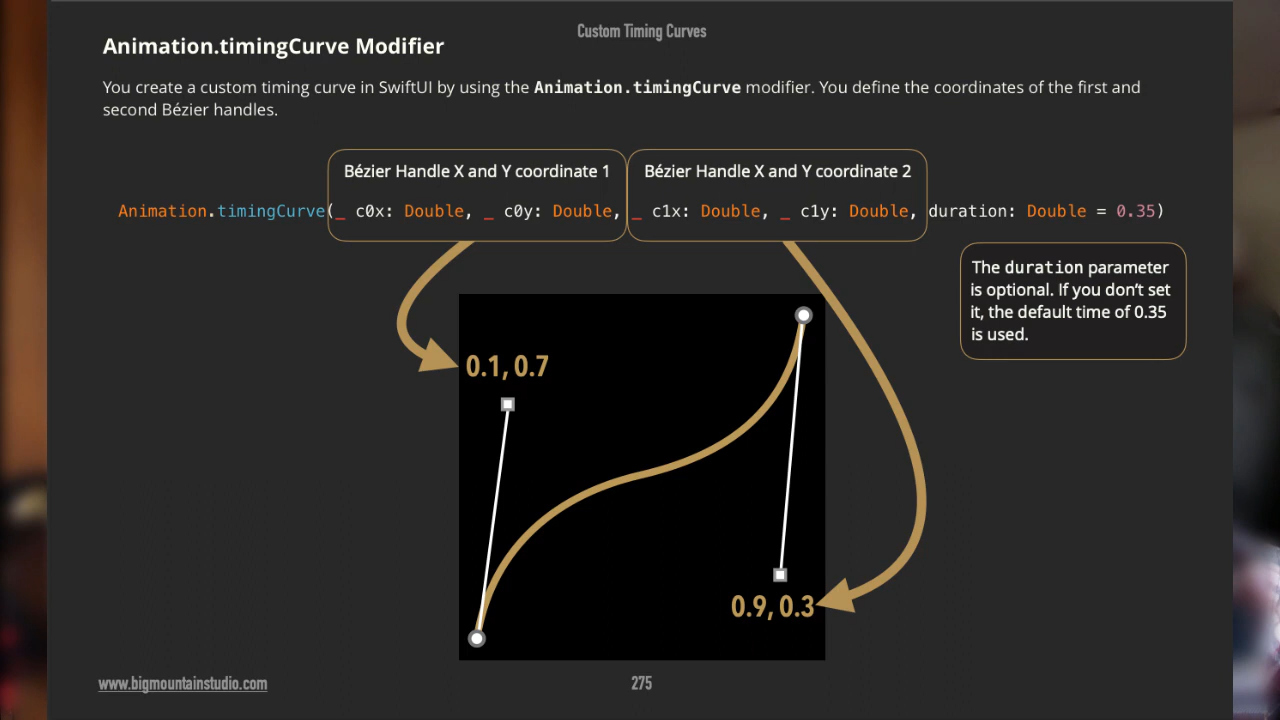 Custom Timing Curves
Animation.timingCurve Modifier
You create a custom timing curve in SwiftUI by using the Animation.timingCurve modifier. You define the coordinates of the first and
second Bézier handles.
Bézier Handle X and Y coordinate 1
Bézier Handle X and Y coordinate 2
Animation.timingCurve(_ c0x: Double, _ c0y: Double, _ c1x: Double, _ c1y: Double, duration: Double = 0.35)
The duration parameter
is optional. If you don’t set
it, the default time of 0.35
is used.
0.1, 0.7
0.9, 0.3
www.bigmountainstudio.com
275